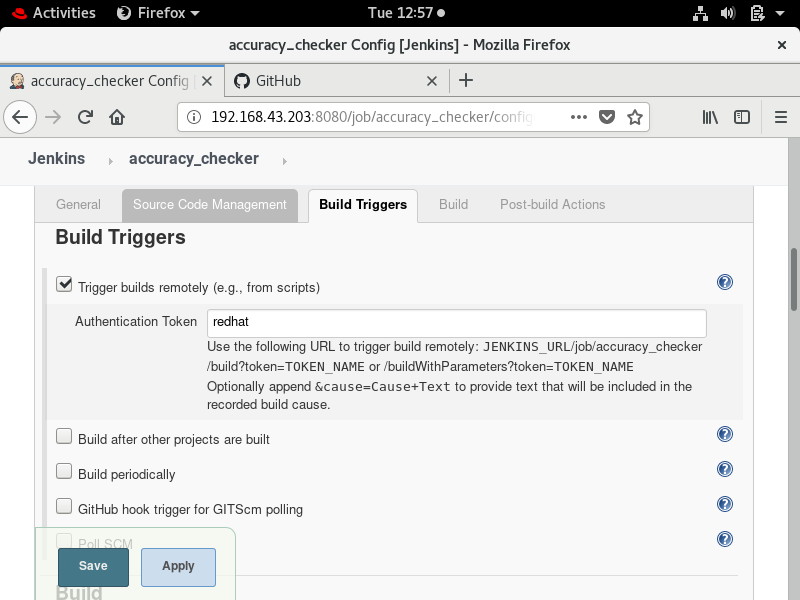 Activities Firefox Tue 12:57
accuracy_checker Config [Jenkins] - Mozilla Firefox
accuracy_checker Config GitHub
192.168.43.203:8080/job/accuracy_checker/config
Jenkins accuracy_checker
General Source Code Management Build Triggers Build Post-build Actions
Build Triggers
Trigger builds remotely (e.g., from scripts)
Authentication Token redhat
Use the following URL to trigger build remotely: JENKINS_URL/job/accuracy_checker
/build?token=TOKEN_NAME or /buildWithParameters?token=TOKEN_NAME
Optionally append &cause=Cause+Text to provide text that will be included in the
recorded build cause.
Build after other projects are built
Build periodically
GitHub hook trigger for GITScm polling
Poll SCM
Save Apply
Build